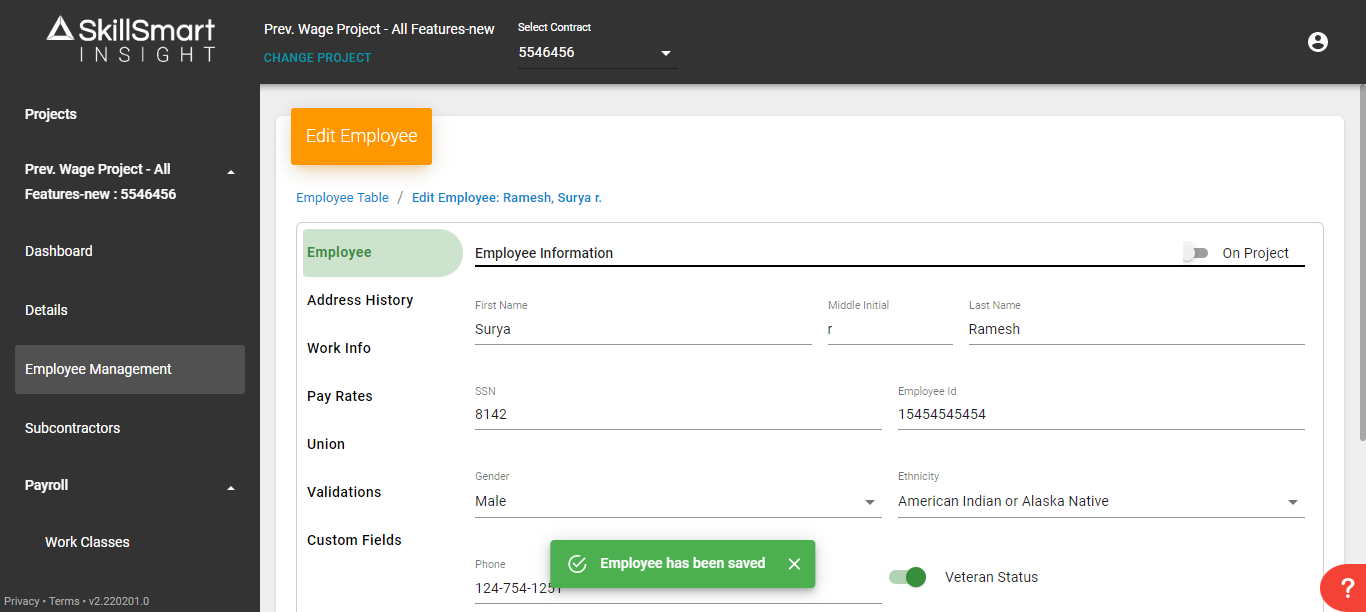 SkillSmart
INSIGHT
Prev. Wage Project - All Features-new
CHANGE PROJECT
Select Contract
5546456
Projects
Prev. Wage Project - All
Features-new : 5546456
Dashboard
Details
Employee Management
Subcontractors
Payroll
Work Classes
Privacy • Terms • v2.220201.0
Edit Employee
Employee Table / Edit Employee: Ramesh, Surya r.
Employee
Address History
Work Info
Pay Rates
Union
Validations
Custom Fields
Employee Information
On Project
First Name
Surya
Middle Initial
r
Last Name
Ramesh
SSN
8142
Employee Id
15454545454
Gender
Male
Ethnicity
American Indian or Alaska Native
Phone
124-754-1251
Veteran Status
Employee has been saved
?